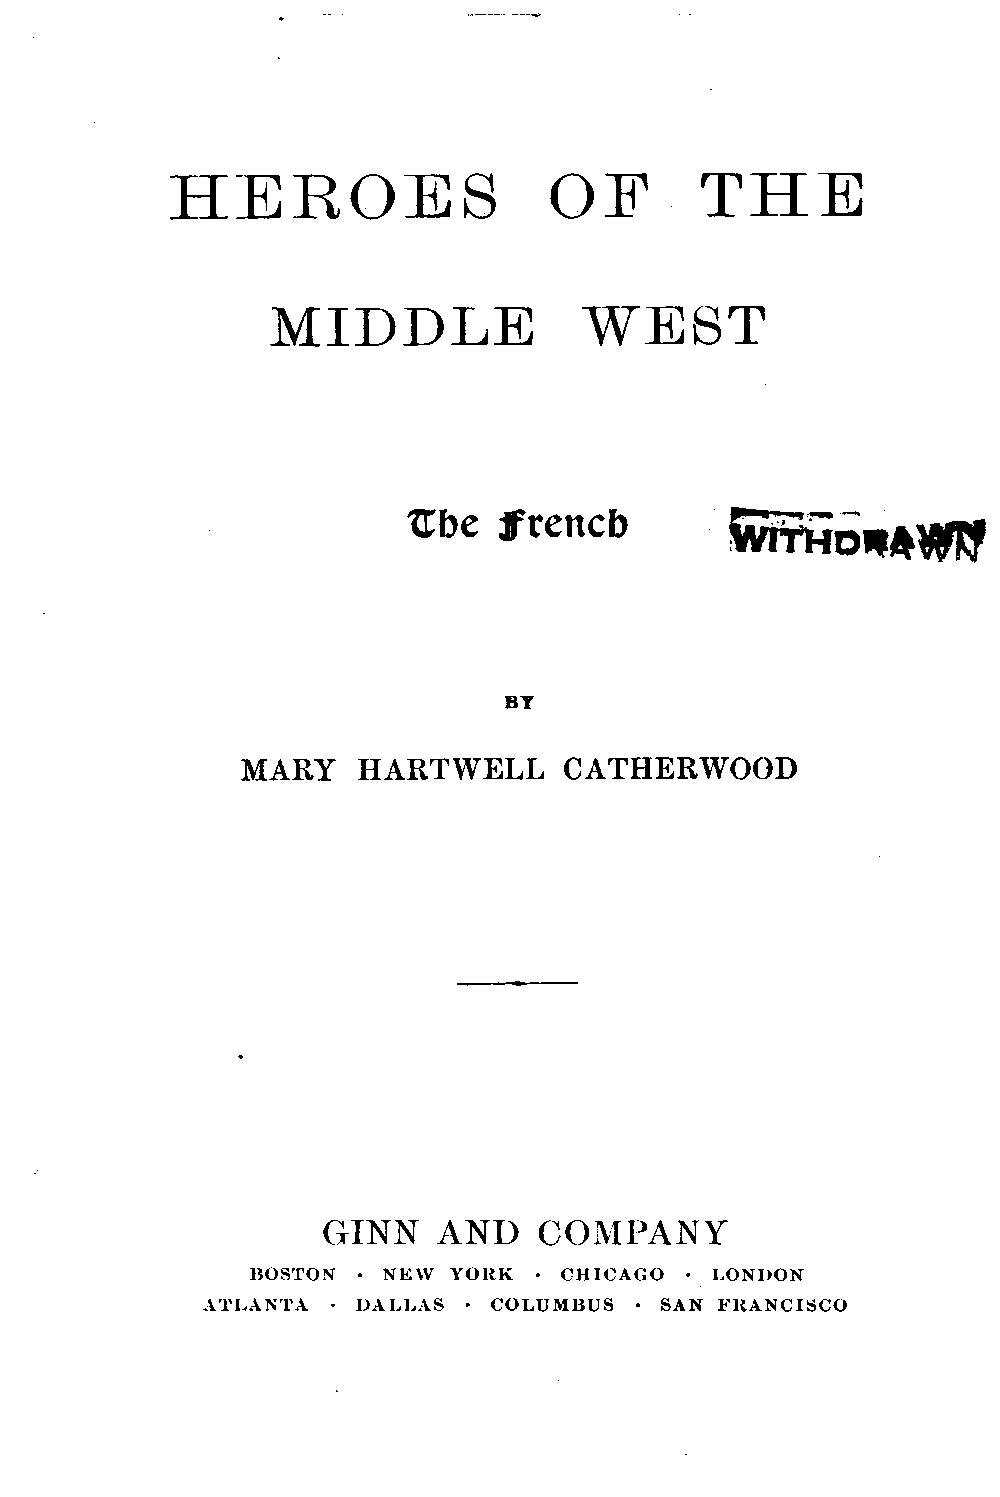 HEROES OF THE
MIDDLE WEST
The French
WITHDRAWN
BY
MARY HARTWELL CATHERWOOD
GINN AND COMPANY
BOSTON · NEW YORK · CHICAGO · LONDON
ATLANTA · DALLAS · COLUMBUS · SAN FRANCISCO